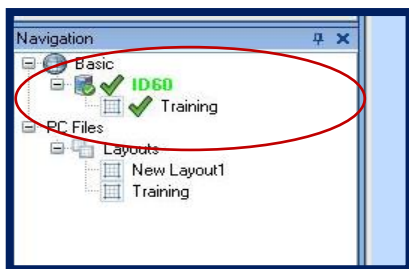 Navigation
Basic
ID60
Training
PC Files
Layouts
New Layout1
Training